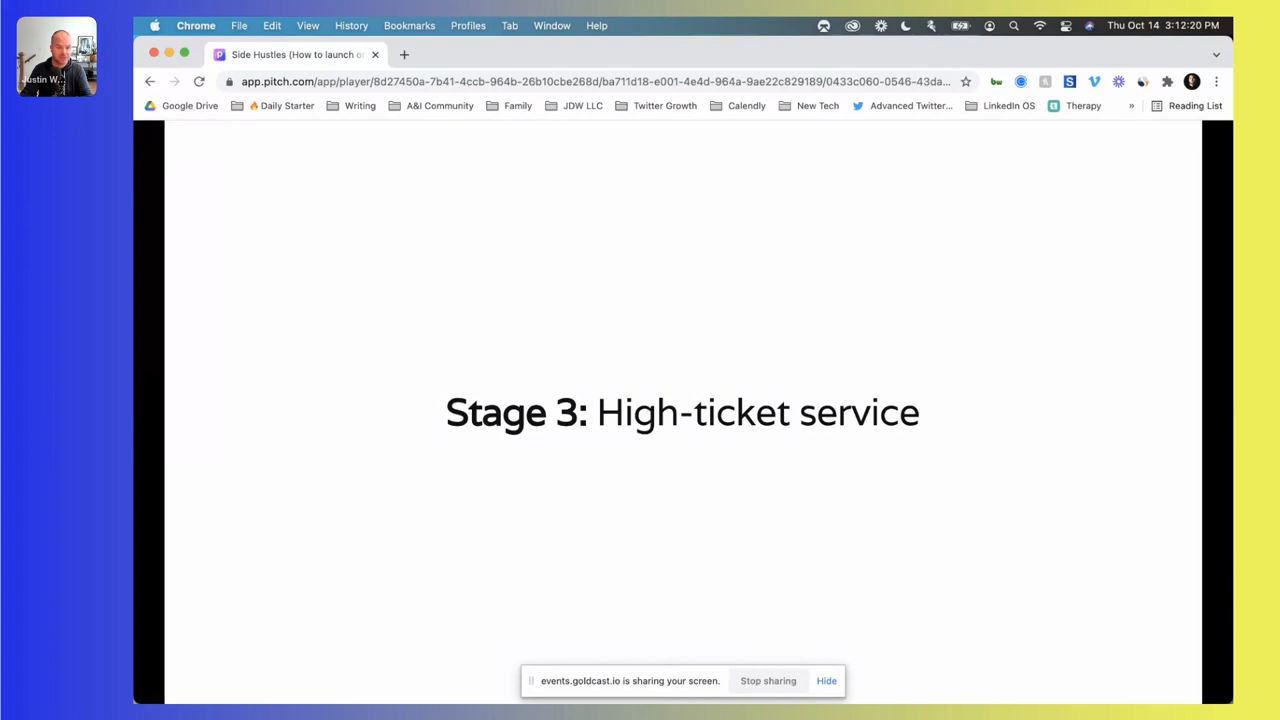 Chrome File Edit View History Bookmarks Profiles Tab Window Help Thu Oct 14 3:12:20 PM
Side Hustles (How to launch o
app.pitch.com/app/player/8d27450a-7b41-4ccb-964b-26b10cbe268d/ba711d18-e001-4e4d-964a-9ae22c829189/0433c060-0546-43da...
Google Drive 🔥Daily Starter Writing A&I Community Family JDW LLC Twitter Growth Calendly New Tech Advanced Twitter... LinkedIn OS Therapy » Reading List
Justin W...
Stage 3: High-ticket service
events.goldcast.io is sharing your screen. Stop sharing Hide